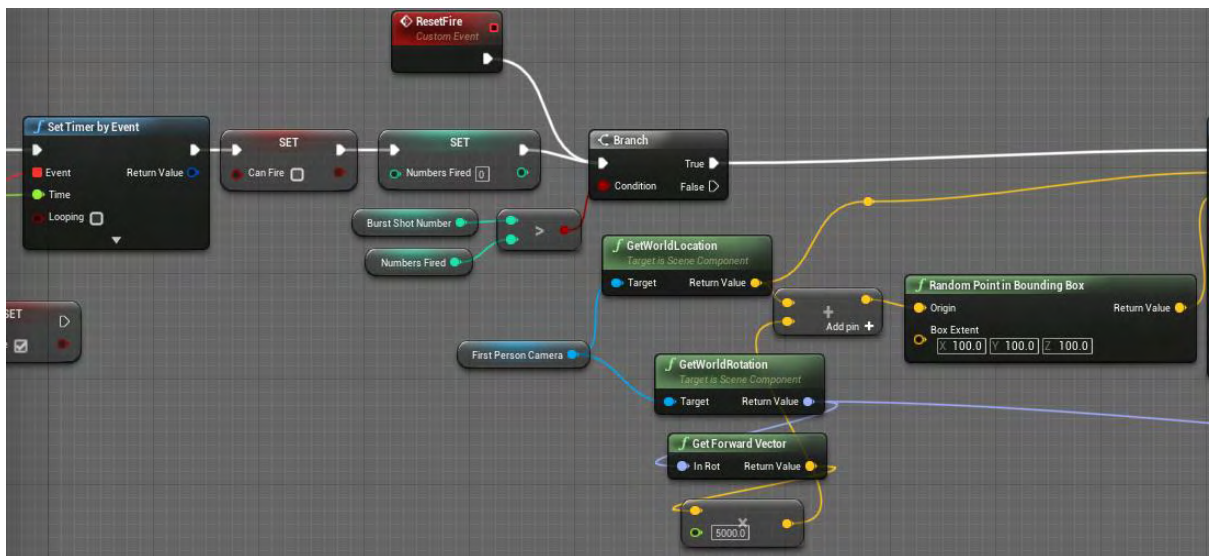 ResetFire
Custom Event
Set Timer by Event
Event
Return Value
Time
Looping
SET
Can Fire
SET
Numbers Fired 0
Branch
True
Condition
False
Burst Shot Number
>
Numbers Fired
GetWorldLocation
Target is Scene Component
Target
Return Value
+
Add pin +
Random Point in Bounding Box
Origin
Return Value
Box Extent
X 100.0 Y 100.0 Z 100.0
SET
First Person Camera
GetWorldRotation
Target is Scene Component
Target
Return Value
Get Forward Vector
In Rot
Return Value
×
5000.0